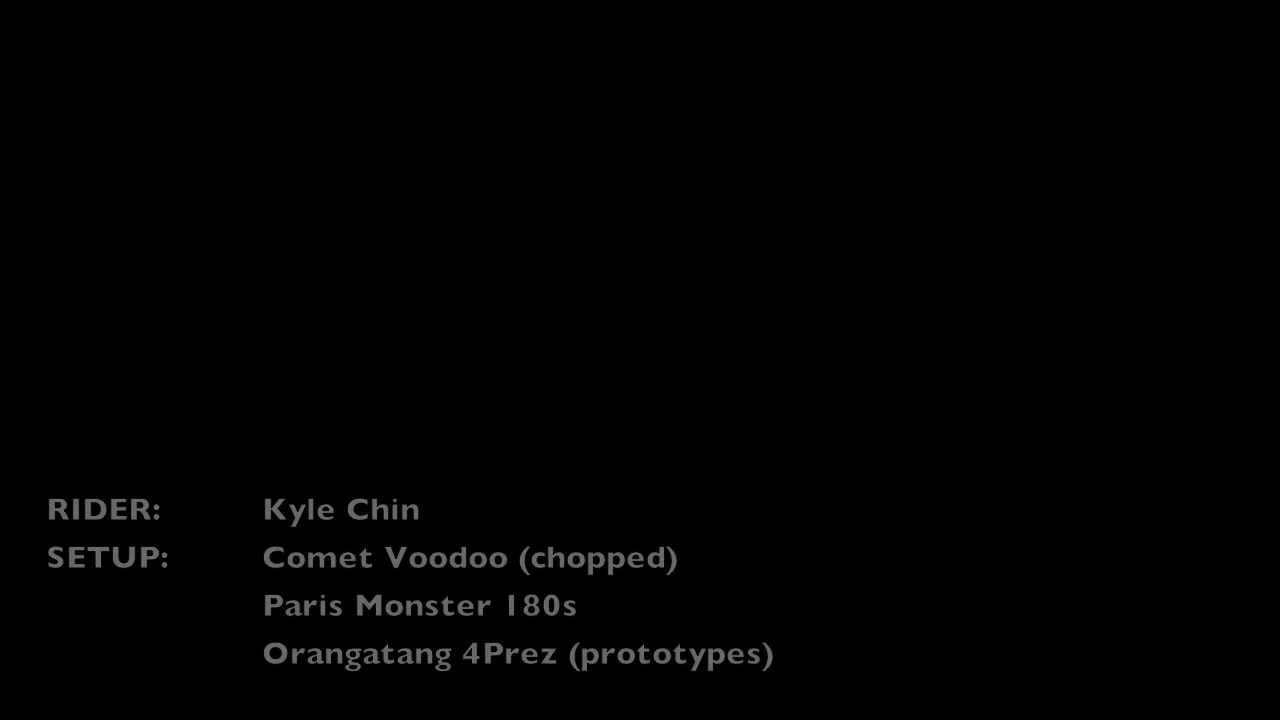 RIDER: Kyle Chin
SETUP: Comet Voodoo (chopped)
Paris Monster 180s
Orangatang 4Prez (prototypes)